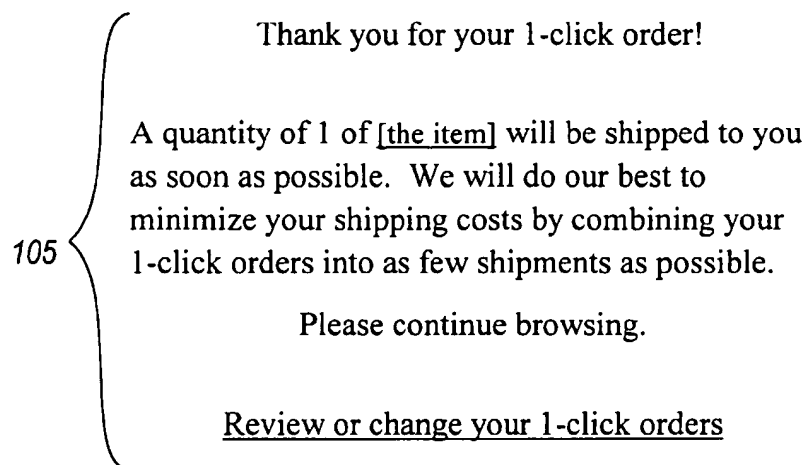 Thank you for your 1-click order!
A quantity of 1 of [the item] will be shipped to you
as soon as possible. We will do our best to
minimize your shipping costs by combining your
1-click orders into as few shipments as possible.
105
Please continue browsing.
Review or change your 1-click orders